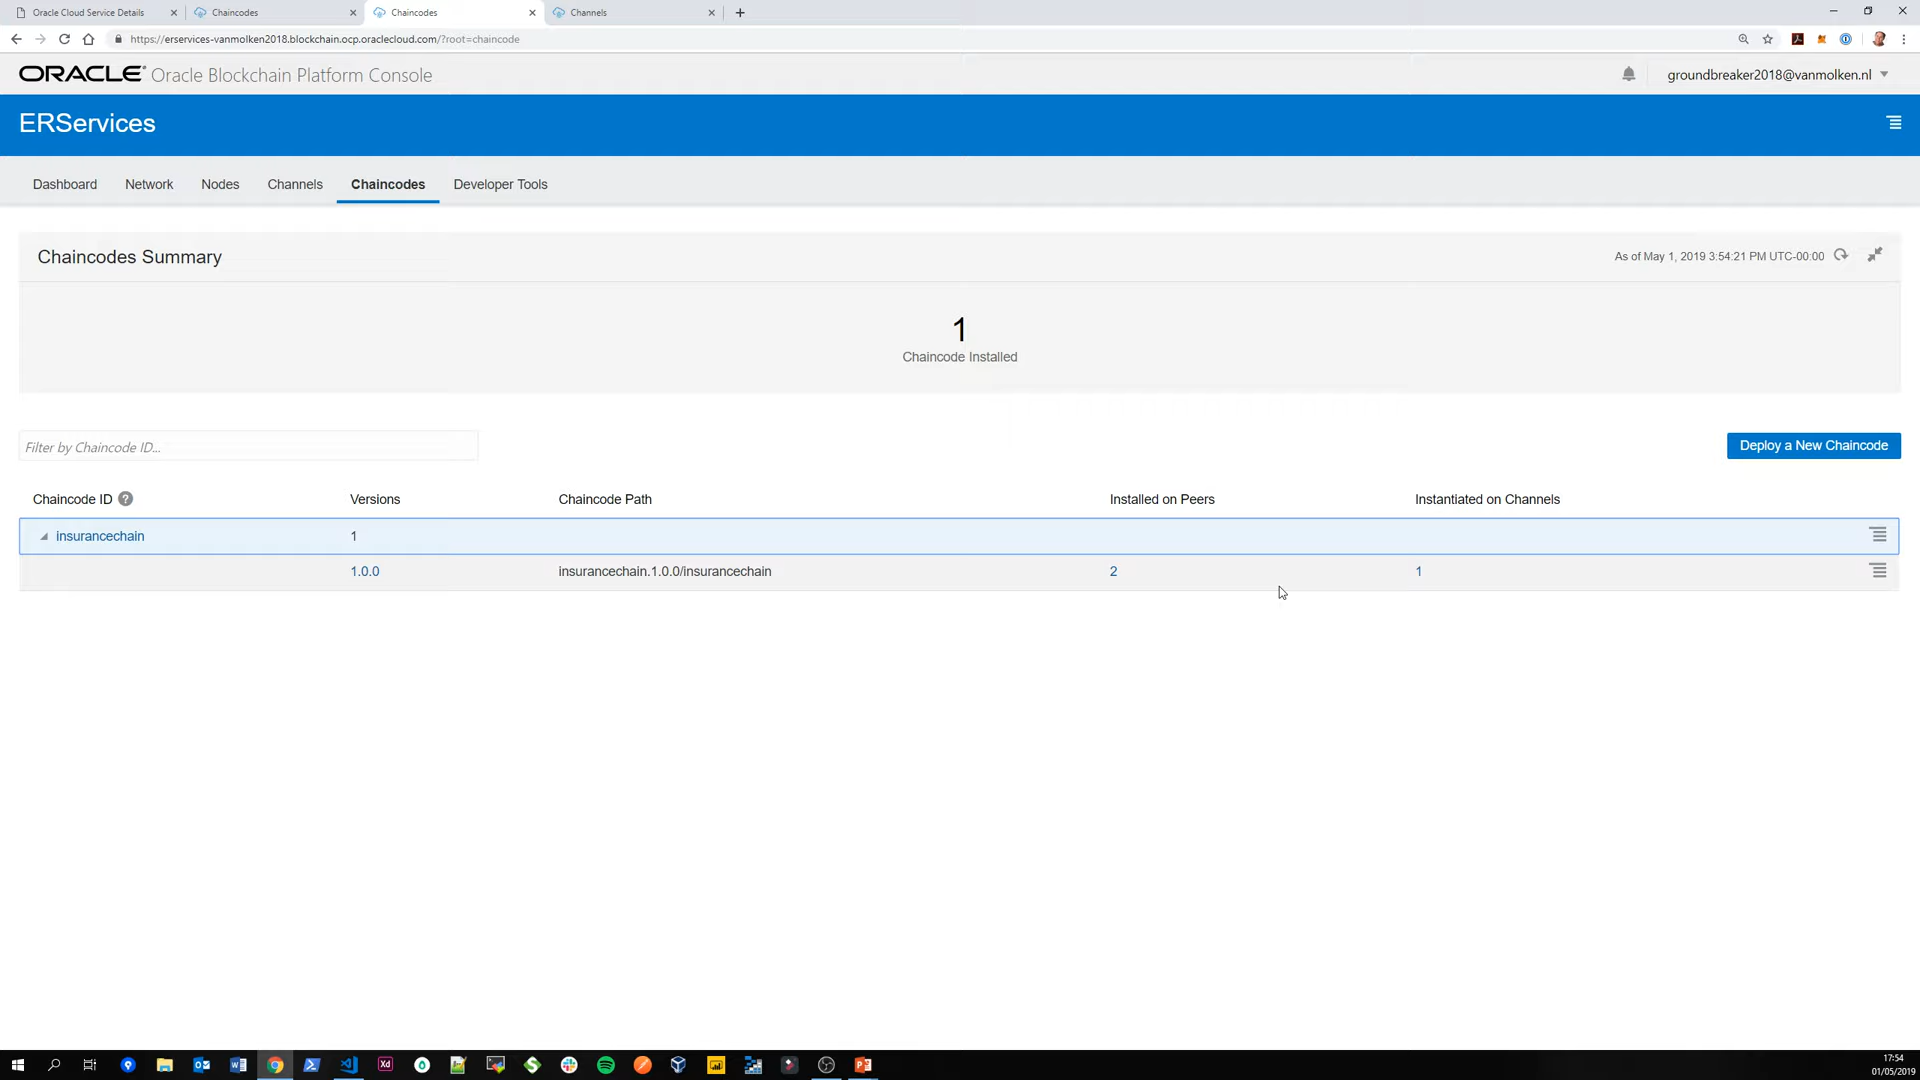 Oracle Cloud Service Details
Chaincodes
Chaincodes
Channels
https://erservices-vanmolken2018.blockchain.ocp.oraclecloud.com/?root=chaincode
ORACLE Oracle Blockchain Platform Console
groundbreaker2018@vanmolken.nl
ERServices
Dashboard Network Nodes Channels Chaincodes Developer Tools
Chaincodes Summary
As of May 1, 2019 3:54:21 PM UTC-00:00
1
Chaincode Installed
Filter by Chaincode ID...
Deploy a New Chaincode
Chaincode ID ? Versions Chaincode Path Installed on Peers Instantiated on Channels
insurancechain 1
1.0.0 insurancechain.1.0.0/insurancechain 2 1
Xd
17:54
01/05/2019